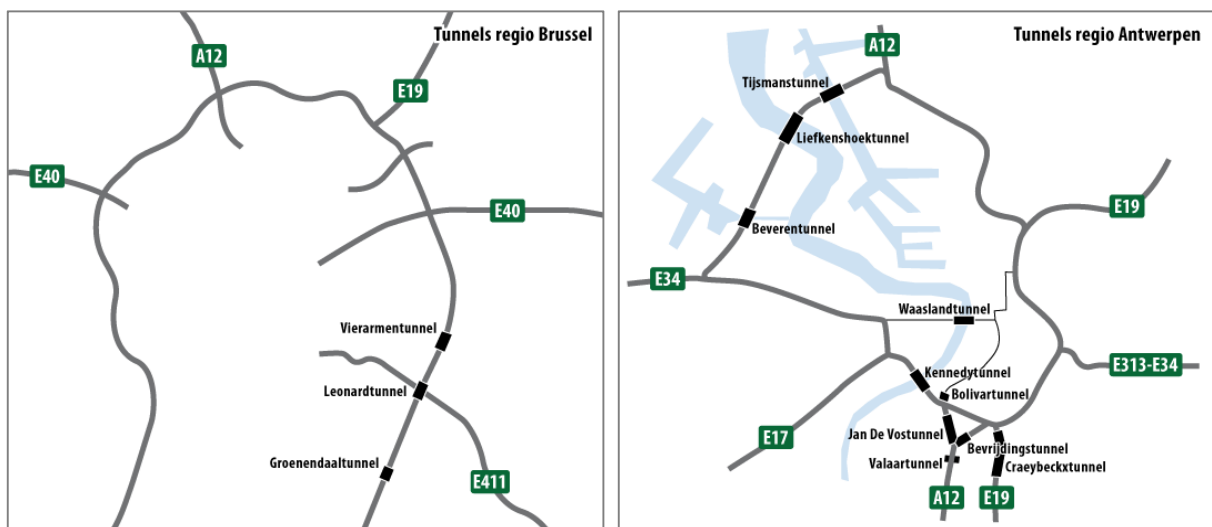 Tunnels regio Brussel
A12
E19
E40
E40
Vierarmentunnel
Leonardtunnel
Groenendaaltunnel
E411
Tunnels regio Antwerpen
A12
Tijsmanstunnel
Liefkenshoektunnel
E19
Beverentunnel
E34
Waaslandtunnel
E313-E34
Kennedytunnel
Bolivartunnel
E17
Jan De Vostunnel
Bevrijdingstunnel
Valaartunnel
Craeybeckxtunnel
A12
E19